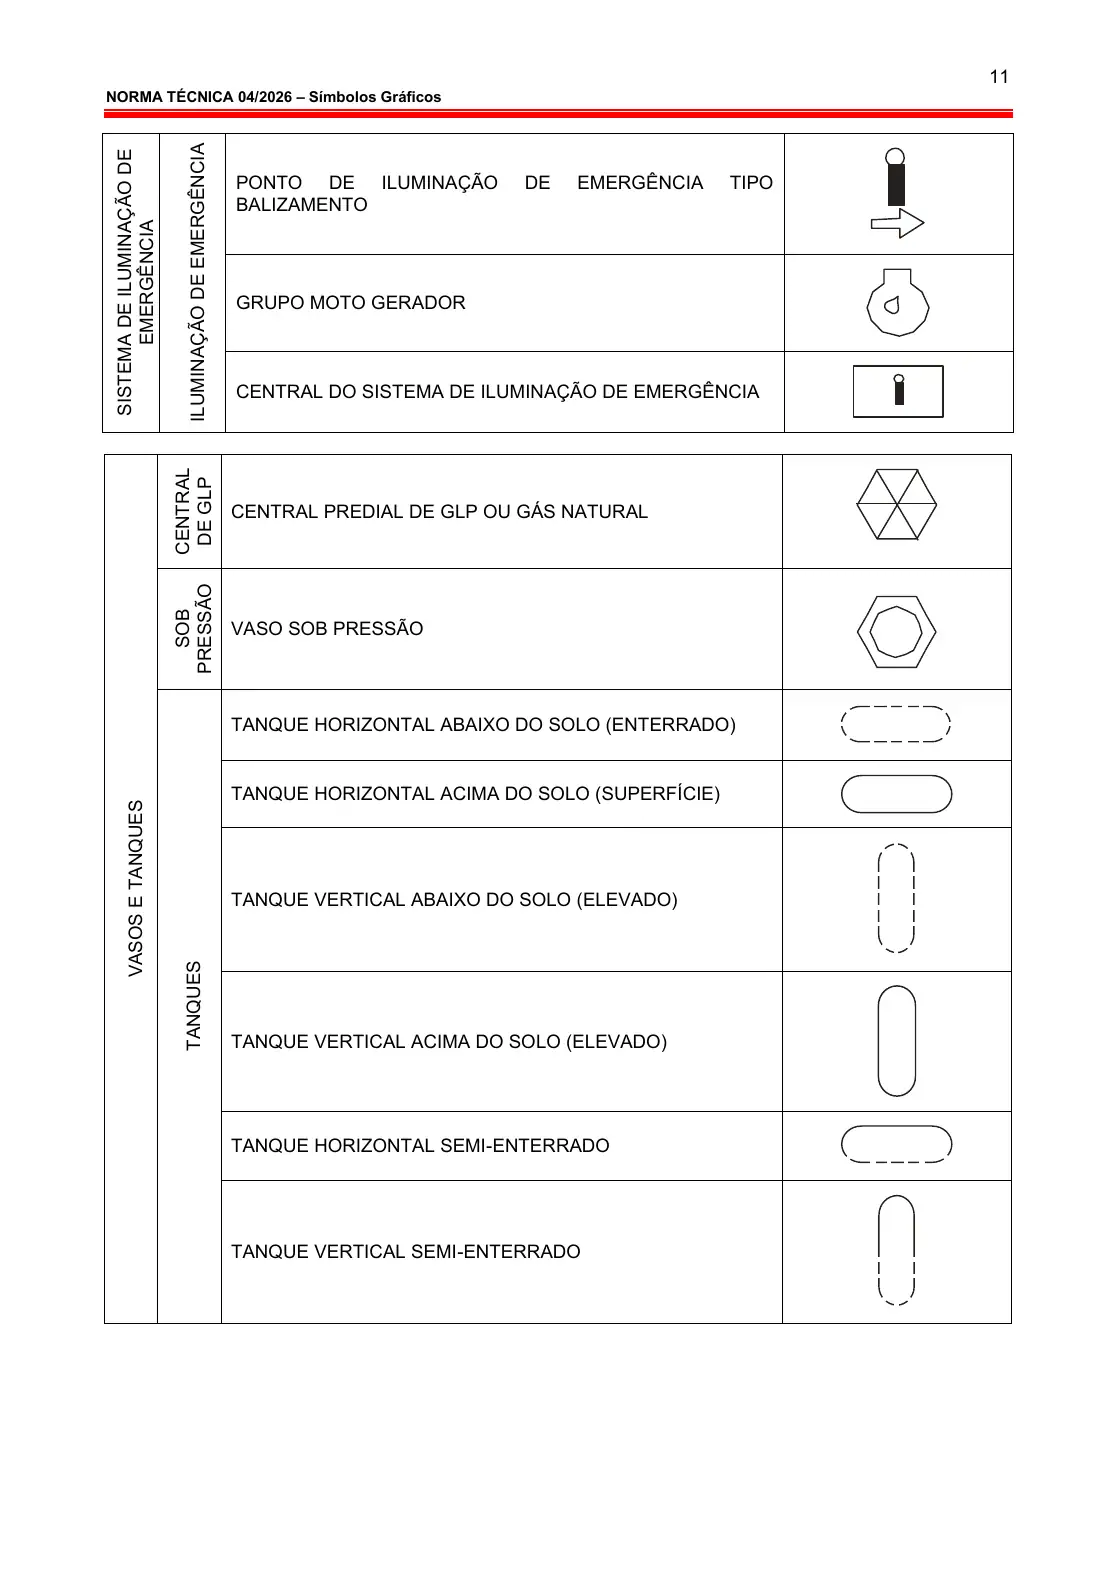 11
NORMA TÉCNICA 04/2026 – Símbolos Gráficos
SISTEMA DE ILUMINAÇÃO DE
EMERGÊNCIA
ILUMINAÇÃO DE EMERGÊNCIA
PONTO DE ILUMINAÇÃO DE EMERGÊNCIA TIPO
BALIZAMENTO
GRUPO MOTO GERADOR
CENTRAL DO SISTEMA DE ILUMINAÇÃO DE EMERGÊNCIA
VASOS E TANQUES
CENTRAL
DE GLP
CENTRAL PREDIAL DE GLP OU GÁS NATURAL
SOB
PRESSÃO
VASO SOB PRESSÃO
TANQUES
TANQUE HORIZONTAL ABAIXO DO SOLO (ENTERRADO)
TANQUE HORIZONTAL ACIMA DO SOLO (SUPERFÍCIE)
TANQUE VERTICAL ABAIXO DO SOLO (ELEVADO)
TANQUE VERTICAL ACIMA DO SOLO (ELEVADO)
TANQUE HORIZONTAL SEMI-ENTERRADO
TANQUE VERTICAL SEMI-ENTERRADO